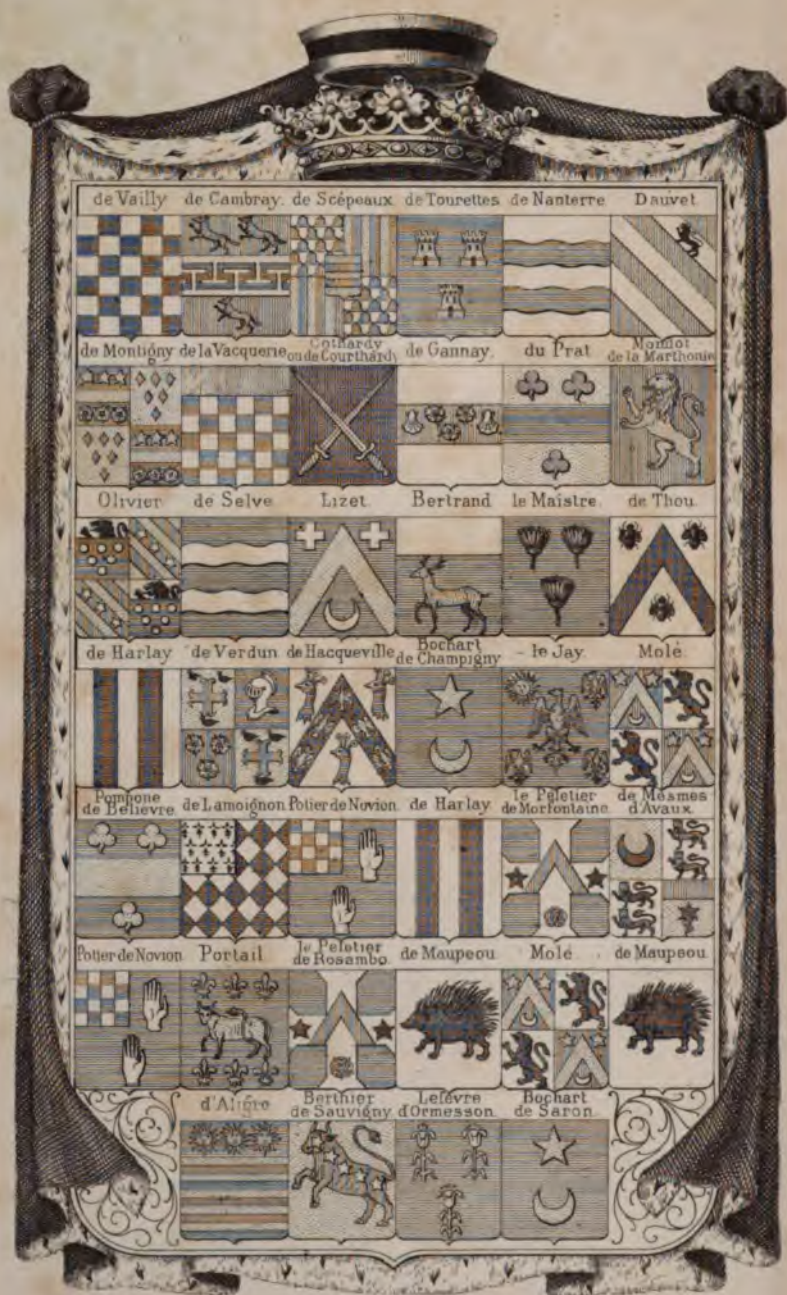 de Vailly
de Cambray.
de Scépeaux
de Tourettes
de Nanterre
Dauvet
de Montigny
de la Vacquerie
Cothardy
ou de Courthardy
de Gannay.
du Prat
Mondot
de la Marthonie
Olivier
de Selve
Lizet
Bertrand
le Maistre.
de Thou.
de Harlay
de Verdun
de Hacqueville
Bochart
de Champigny
le Jay.
Molé.
Pompone
de Belièvre.
de Lamoignon
Potier de Novion.
de Harlay
le Peletier
de Morfontaine.
de Mesmes
d'Avaux.
Potier de Novion
Portail
le Peletier
de Rosambo.
de Maupeou
Molé
de Maupeou
d'Aligre
Berthier
de Sauvigny.
Lefèvre
d'Ormesson.
Bochart
de Saron.